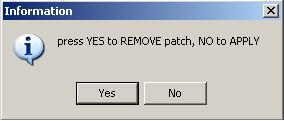 Information
press YES to REMOVE patch, NO to APPLY
Yes
No